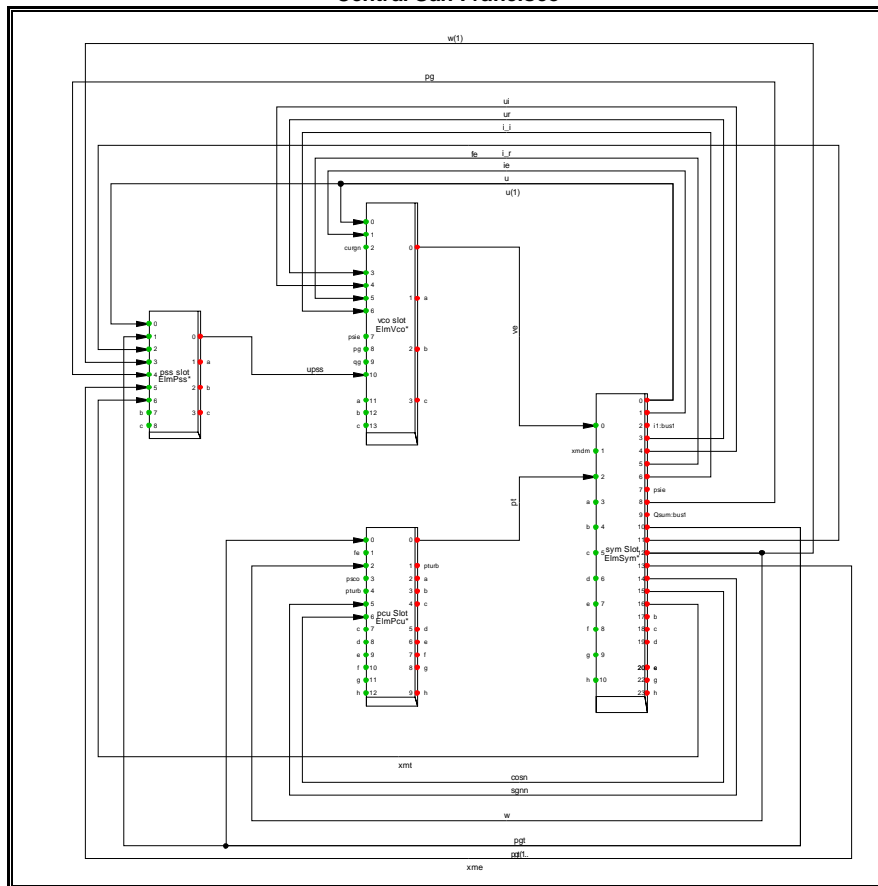 Central San Francisco
w(1)
pg
ui
ur
i_i
fe
i_r
ie
u
u(1)
0
1
curgn 2
3
4
5
6
psie 7
pg 8
qg 9
10
a 11
b 12
c 13
0
1 a
2 b
3 c
vco slot
ElmVco*
0
1
2
3
4
5
6
b 7
c 8
0
1 a
2 b
3 c
pss slot
ElmPss*
upss
ve
pt
0
xmdm 1
2
a 3
b 4
c 5
d 6
e 7
f 8
g 9
h 10
sym Slot
ElmSym*
0
1
2 i1:bus1
3
4
5
6
7 psie
8
9 Qsum:bus1
10
11
12
13
14
15
16
17 b
18 c
19 d
20 e
22 g
23 h
0
fe 1
2
psco 3
pturb 4
5
6
c 7
d 8
e 9
f 10
g 11
h 12
pcu Slot
ElmPcu*
0
1 pturb
2 a
3 b
4 c
5 d
6 e
7 f
8 g
9 h
xmt
cosn
sgnn
w
pgt
xme